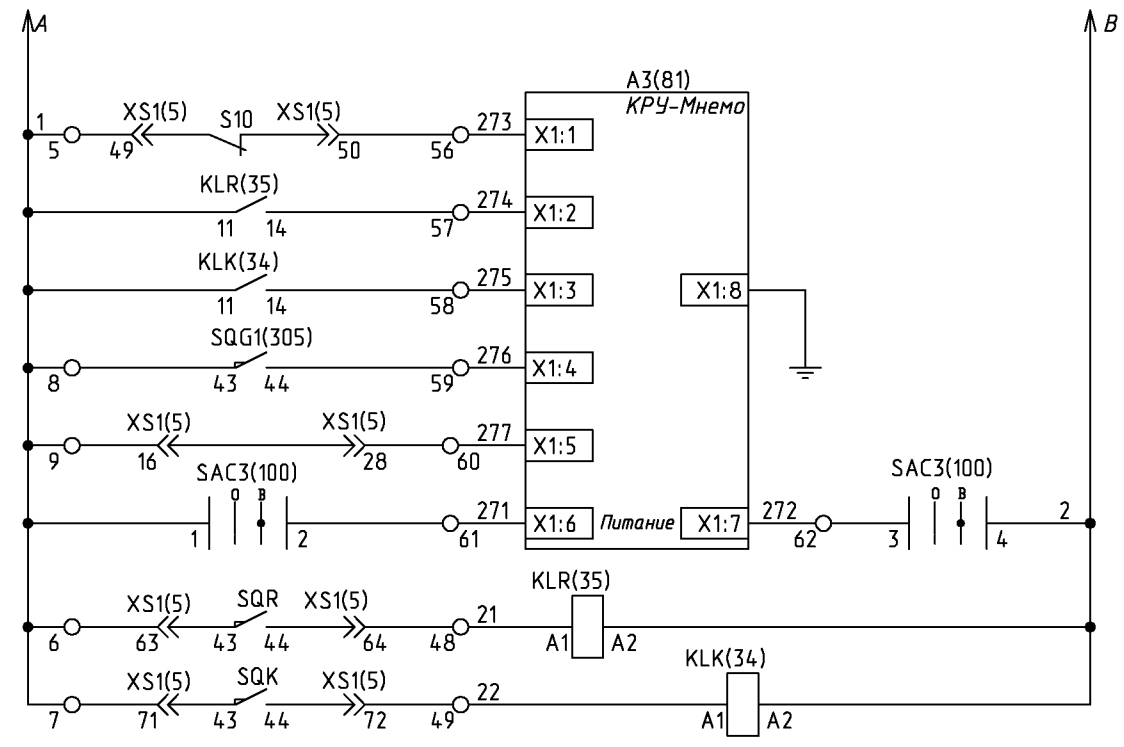 A
B
A3(81)
КРУ-Мнемо
1
XS1(5)
S10
XS1(5)
273
X1:1
5
49
50
56
KLR(35)
274
X1:2
11
14
57
KLK(34)
275
X1:3
X1:8
11
14
58
SQG1(305)
276
X1:4
8
43
44
59
XS1(5)
XS1(5)
277
X1:5
9
16
28
60
SAC3(100)
SAC3(100)
О
В
О
В
271
X1:6
Питание
X1:7
272
2
1
2
61
62
3
4
KLR(35)
XS1(5)
SQR
XS1(5)
21
6
63
43
44
64
48
A1
A2
KLK(34)
XS1(5)
SQK
XS1(5)
22
7
71
43
44
72
49
A1
A2